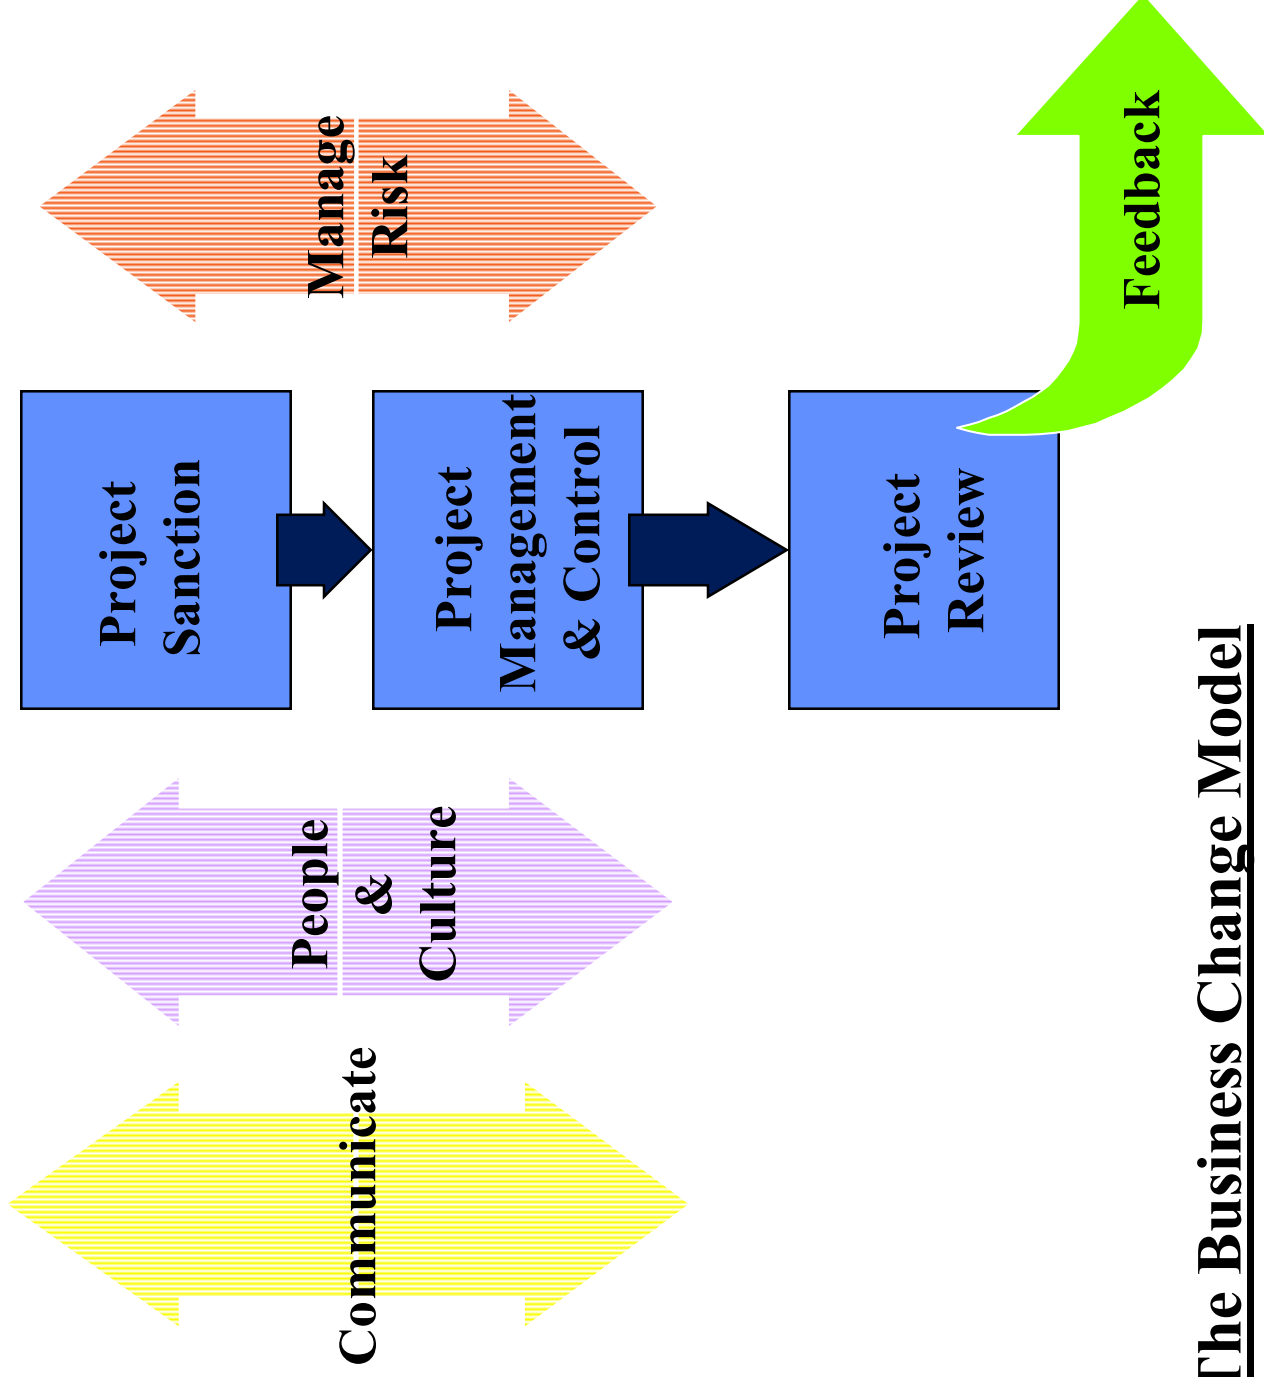 Project
Sanction
Communicate
People
&
Culture
Project
Management
& Control
Manage
Risk
Project
Review
Feedback
The Business Change Model